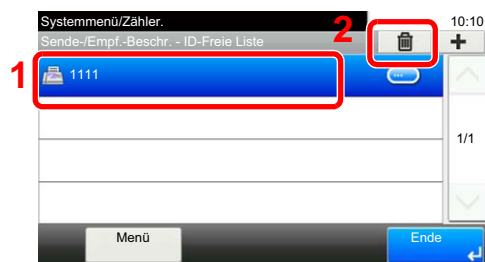 Systemmenü/Zähler.
10:10
Sende-/Empf.-Beschr. - ID-Freie Liste
2
1
1111
1/1
Menü
Ende